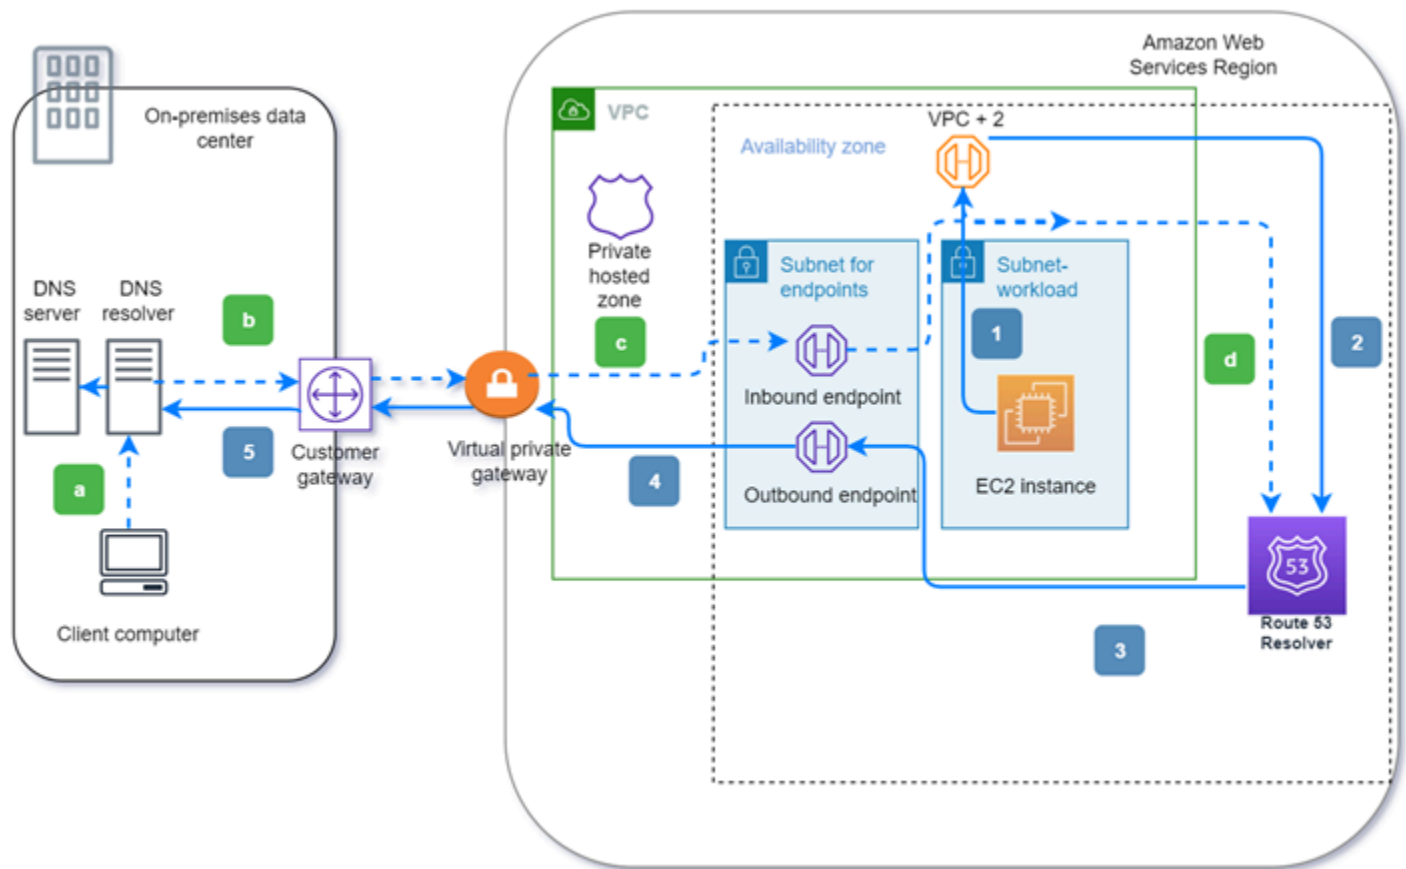 Amazon Web
Services Region
On-premises data
center
VPC
VPC + 2
Availability zone
Private
hosted
zone
Subnet for
endpoints
Subnet-
workload
DNS
server
DNS
resolver
b
c
1
d
2
Inbound endpoint
Customer
gateway
Virtual private
gateway
5
4
a
Outbound endpoint
EC2 instance
53
Route 53
Resolver
3
Client computer